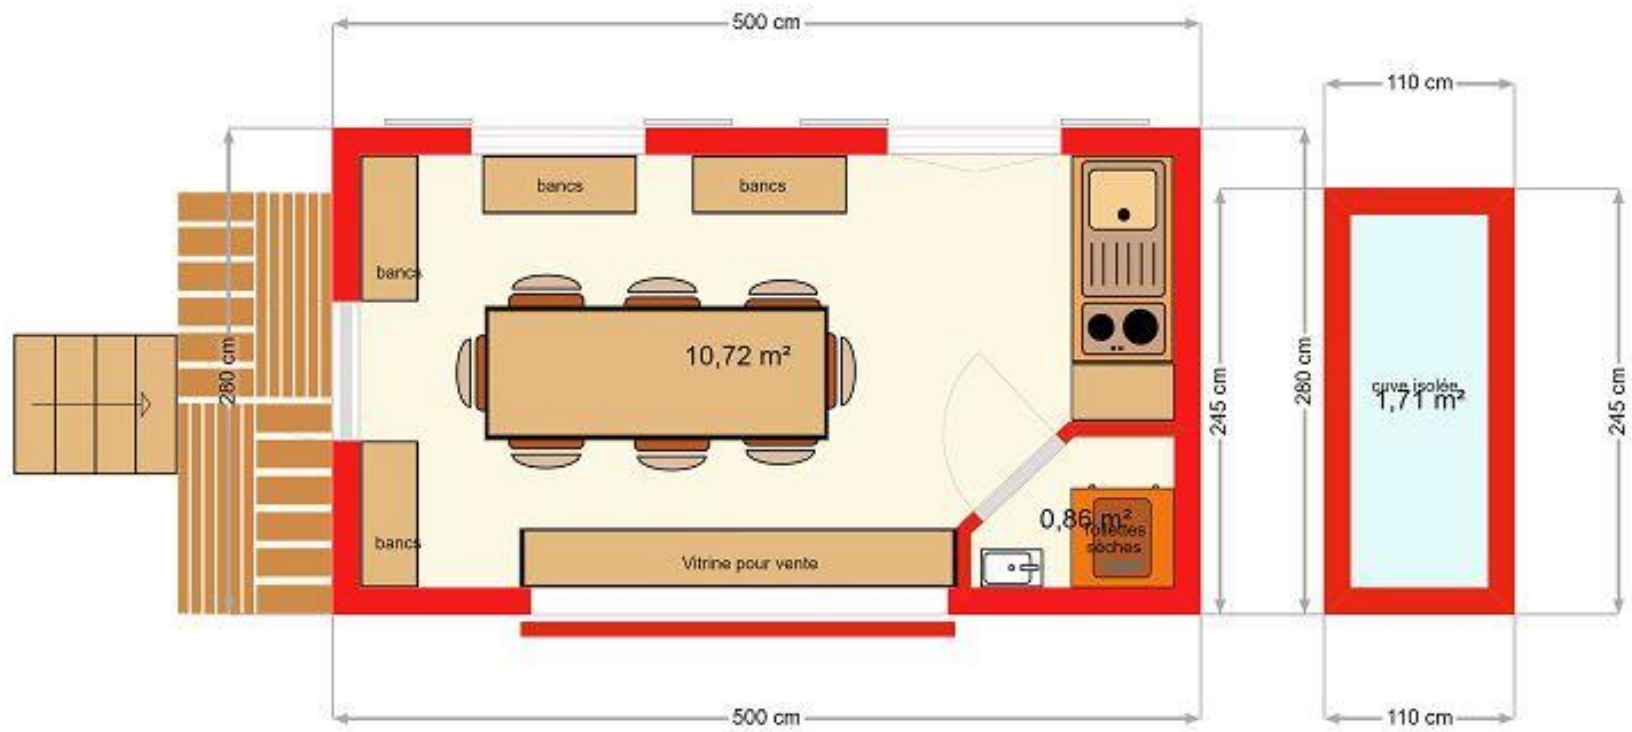 500 cm
110 cm
bancs
bancs
bancs
10,72 m²
280 cm
245 cm
280 cm
cuve isolée
1,71 m²
245 cm
0,86 m²
Toilettes
sèches
bancs
Vitrine pour vente
500 cm
110 cm